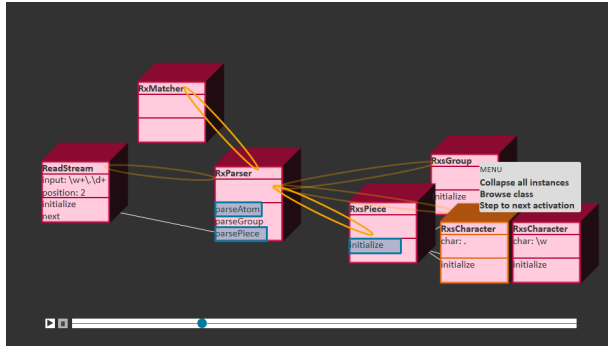 RxMatcher
ReadStream
input: \w+\.\d+
position: 2
initialize
next
RxParser
parseAtom
parseGroup
parsePiece
RxsGroup
initialize
MENU
Collapse all instances
Browse class
Step to next activation
RxsPiece
initialize
RxsCharacter
char: .
initialize
RxsCharacter
char: \w
initialize